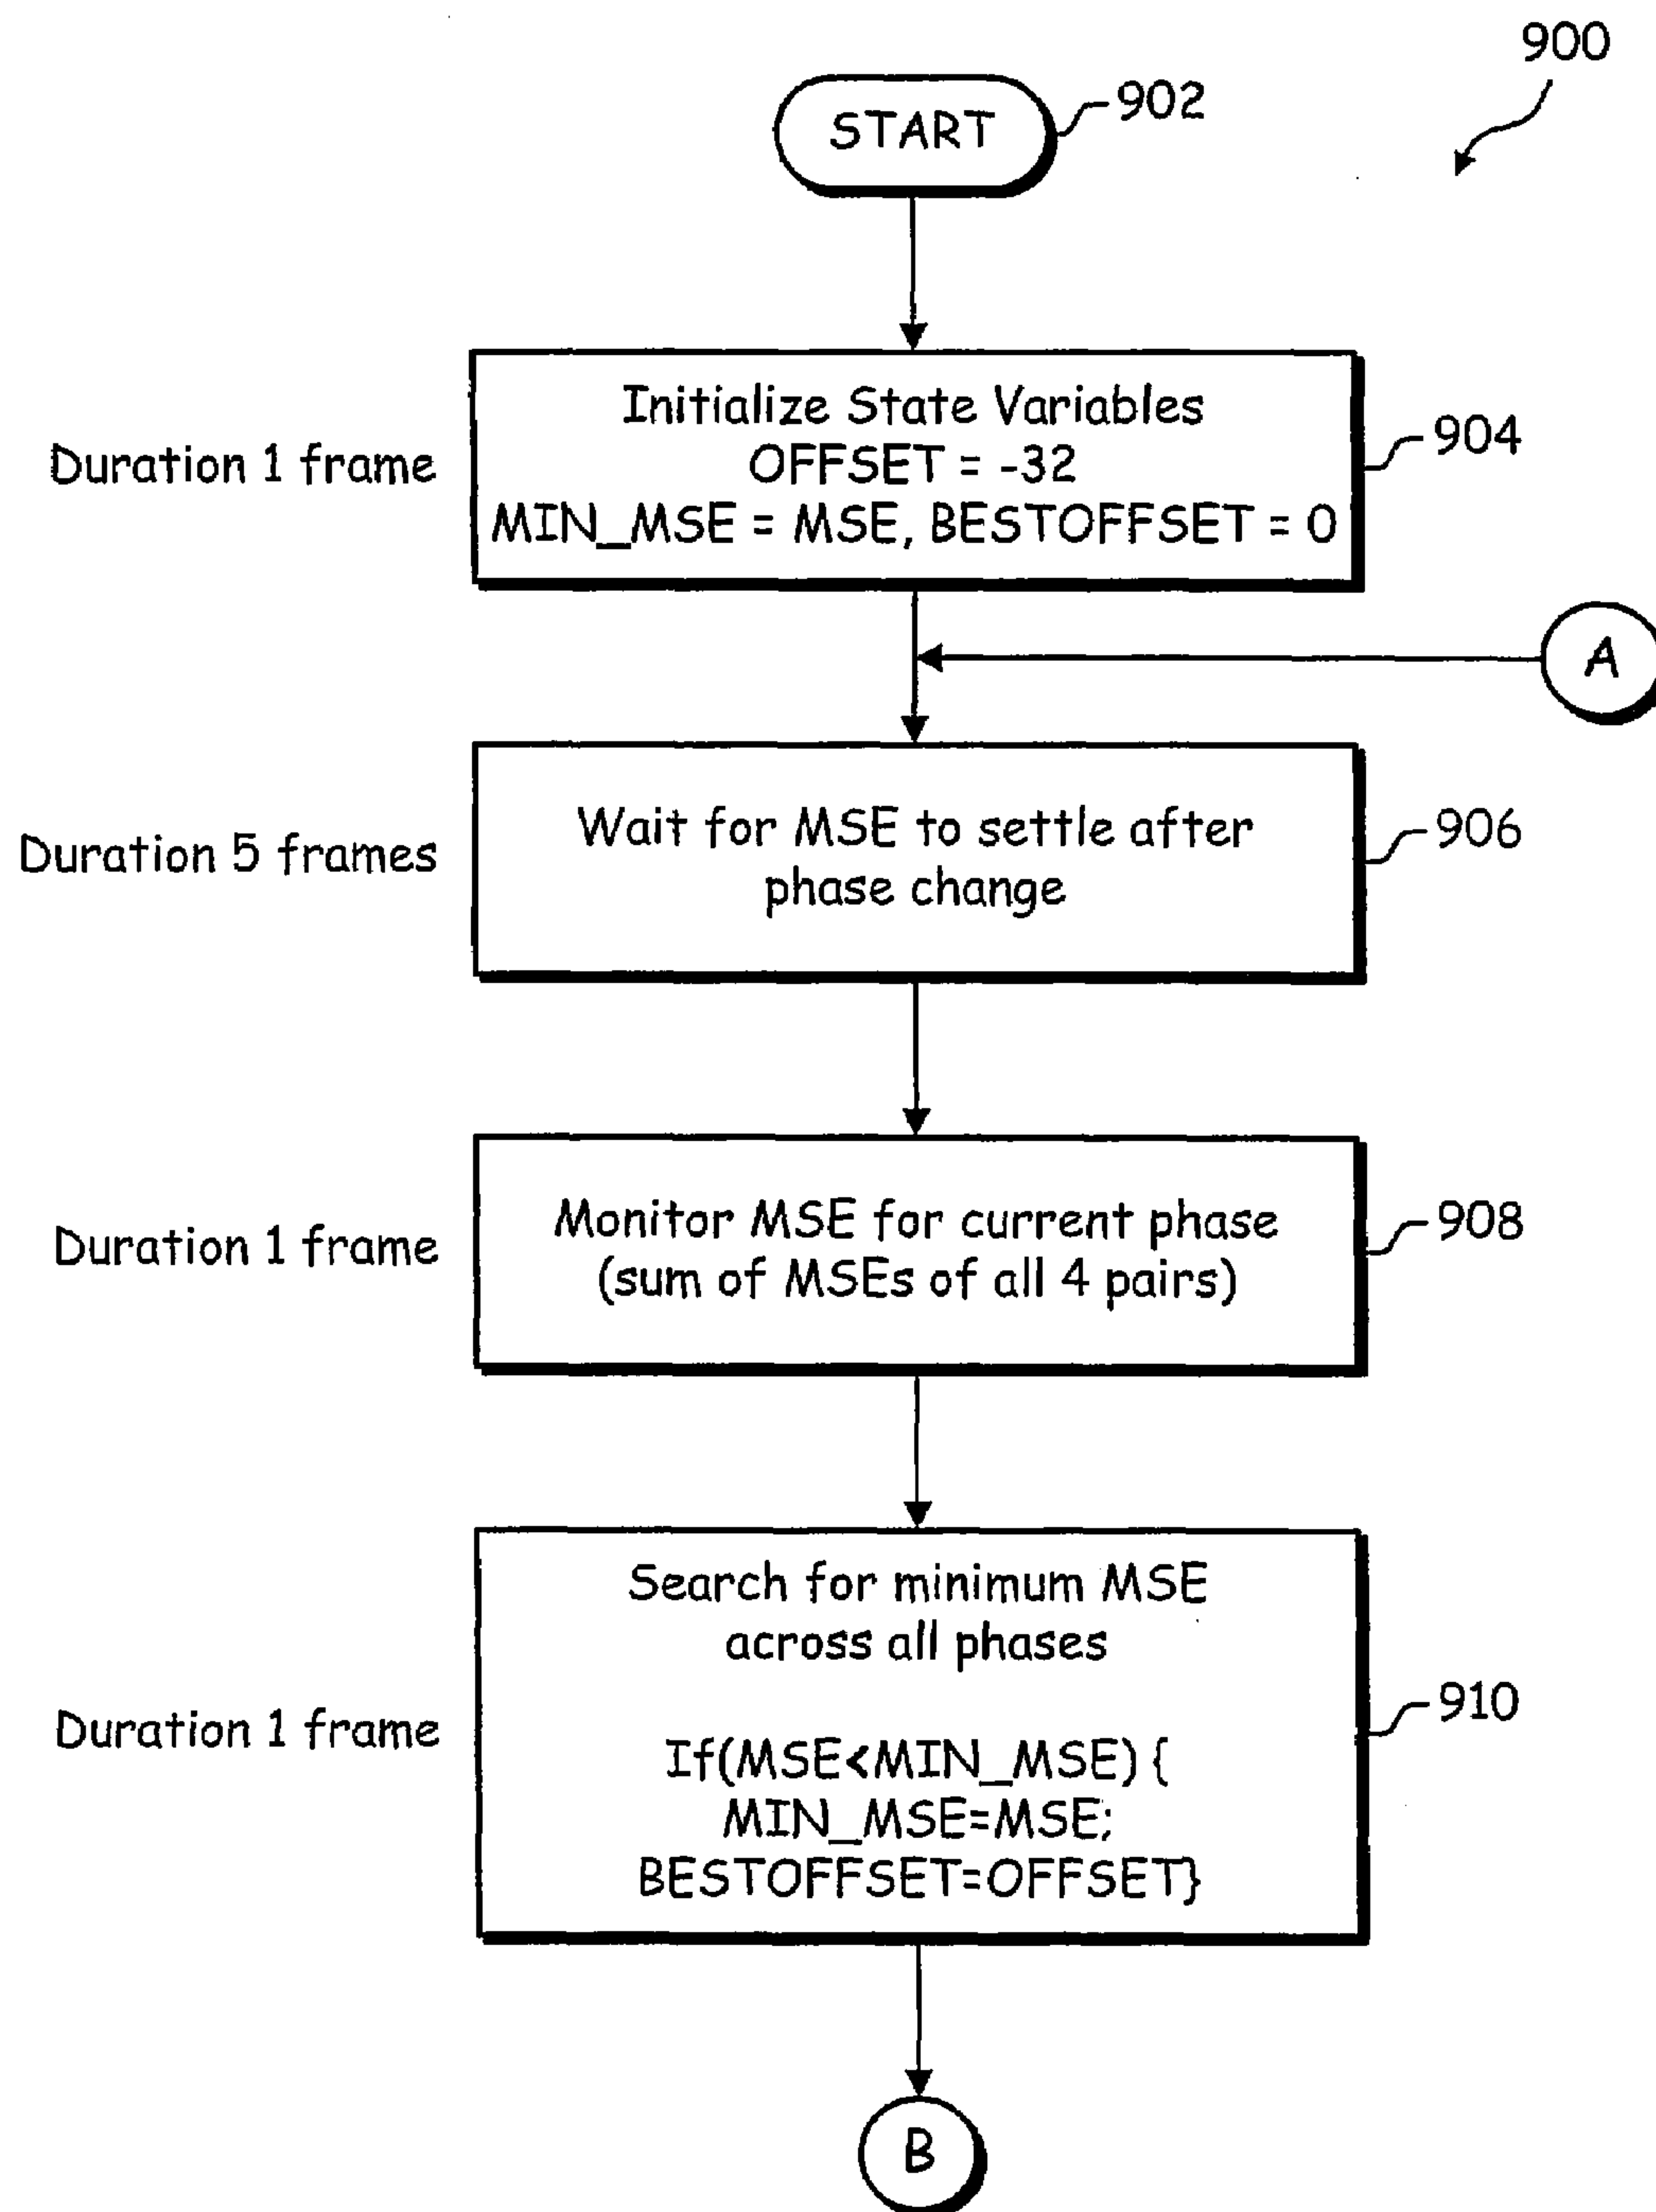 900
START
902
Duration 1 frame
Initialize State Variables
OFFSET = -32
MIN_MSE = MSE, BESTOFFSET = 0
904
A
Duration 5 frames
Wait for MSE to settle after
phase change
906
Duration 1 frame
Monitor MSE for current phase
(sum of MSEs of all 4 pairs)
908
Duration 1 frame
Search for minimum MSE
across all phases
If(MSE<MIN_MSE) {
MIN_MSE=MSE;
BESTOFFSET=OFFSET}
910
B